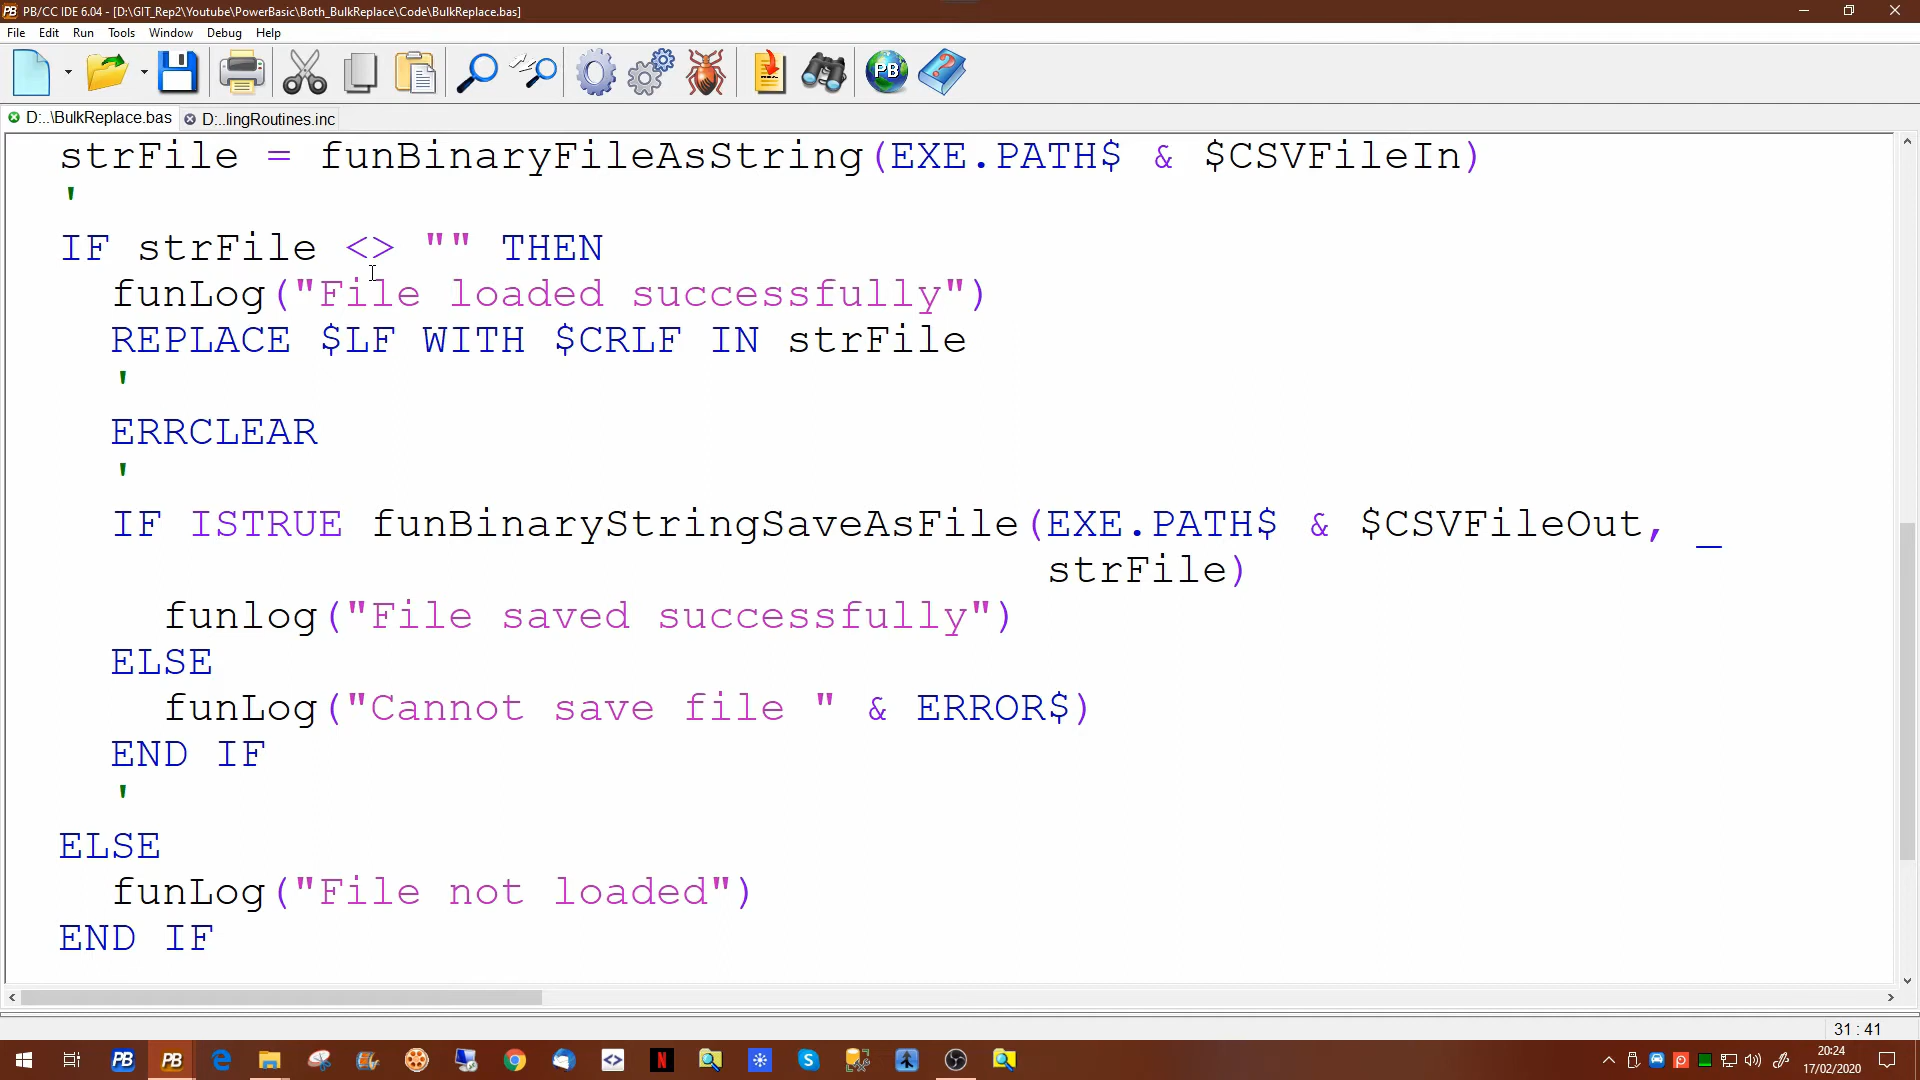 PB/CC IDE 6.04 - [D:\GIT_Rep2\Youtube\PowerBasic\Both_BulkReplace\Code\BulkReplace.bas]
File Edit Run Tools Window Debug Help
PB
D:..\BulkReplace.bas D:..lingRoutines.inc
strFile = funBinaryFileAsString(EXE.PATH$ & $CSVFileIn)
'
IF strFile <> "" THEN
funLog("File loaded successfully")
REPLACE $LF WITH $CRLF IN strFile
'
ERRCLEAR
'
IF ISTRUE funBinaryStringSaveAsFile(EXE.PATH$ & $CSVFileOut, _
strFile)
funlog("File saved successfully")
ELSE
funLog("Cannot save file " & ERROR$)
END IF
'
ELSE
funLog("File not loaded")
END IF
31 : 41
PB PB
20:24
17/02/2020